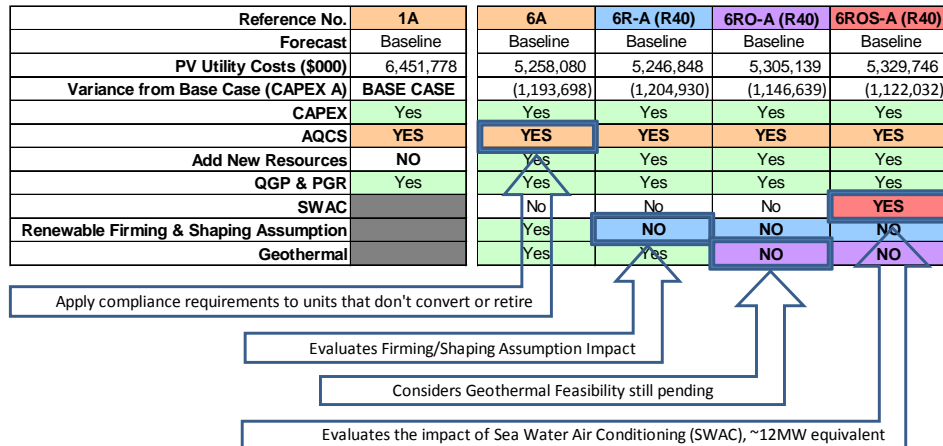 Reference No. 1A 6A 6R-A (R40) 6RO-A (R40) 6ROS-A (R40)
Forecast Baseline Baseline Baseline Baseline Baseline
PV Utility Costs ($000) 6,451,778 5,258,080 5,246,848 5,305,139 5,329,746
Variance from Base Case (CAPEX A) BASE CASE (1,193,698) (1,204,930) (1,146,639) (1,122,032)
CAPEX Yes Yes Yes Yes Yes
AQCS YES YES YES YES YES
Add New Resources NO Yes Yes Yes Yes
QGP & PGR Yes Yes Yes Yes Yes
SWAC No No No YES
Renewable Firming & Shaping Assumption Yes NO NO NO
Geothermal Yes Yes NO NO
Apply compliance requirements to units that don't convert or retire
Evaluates Firming/Shaping Assumption Impact
Considers Geothermal Feasibility still pending
Evaluates the impact of Sea Water Air Conditioning (SWAC), ~12MW equivalent